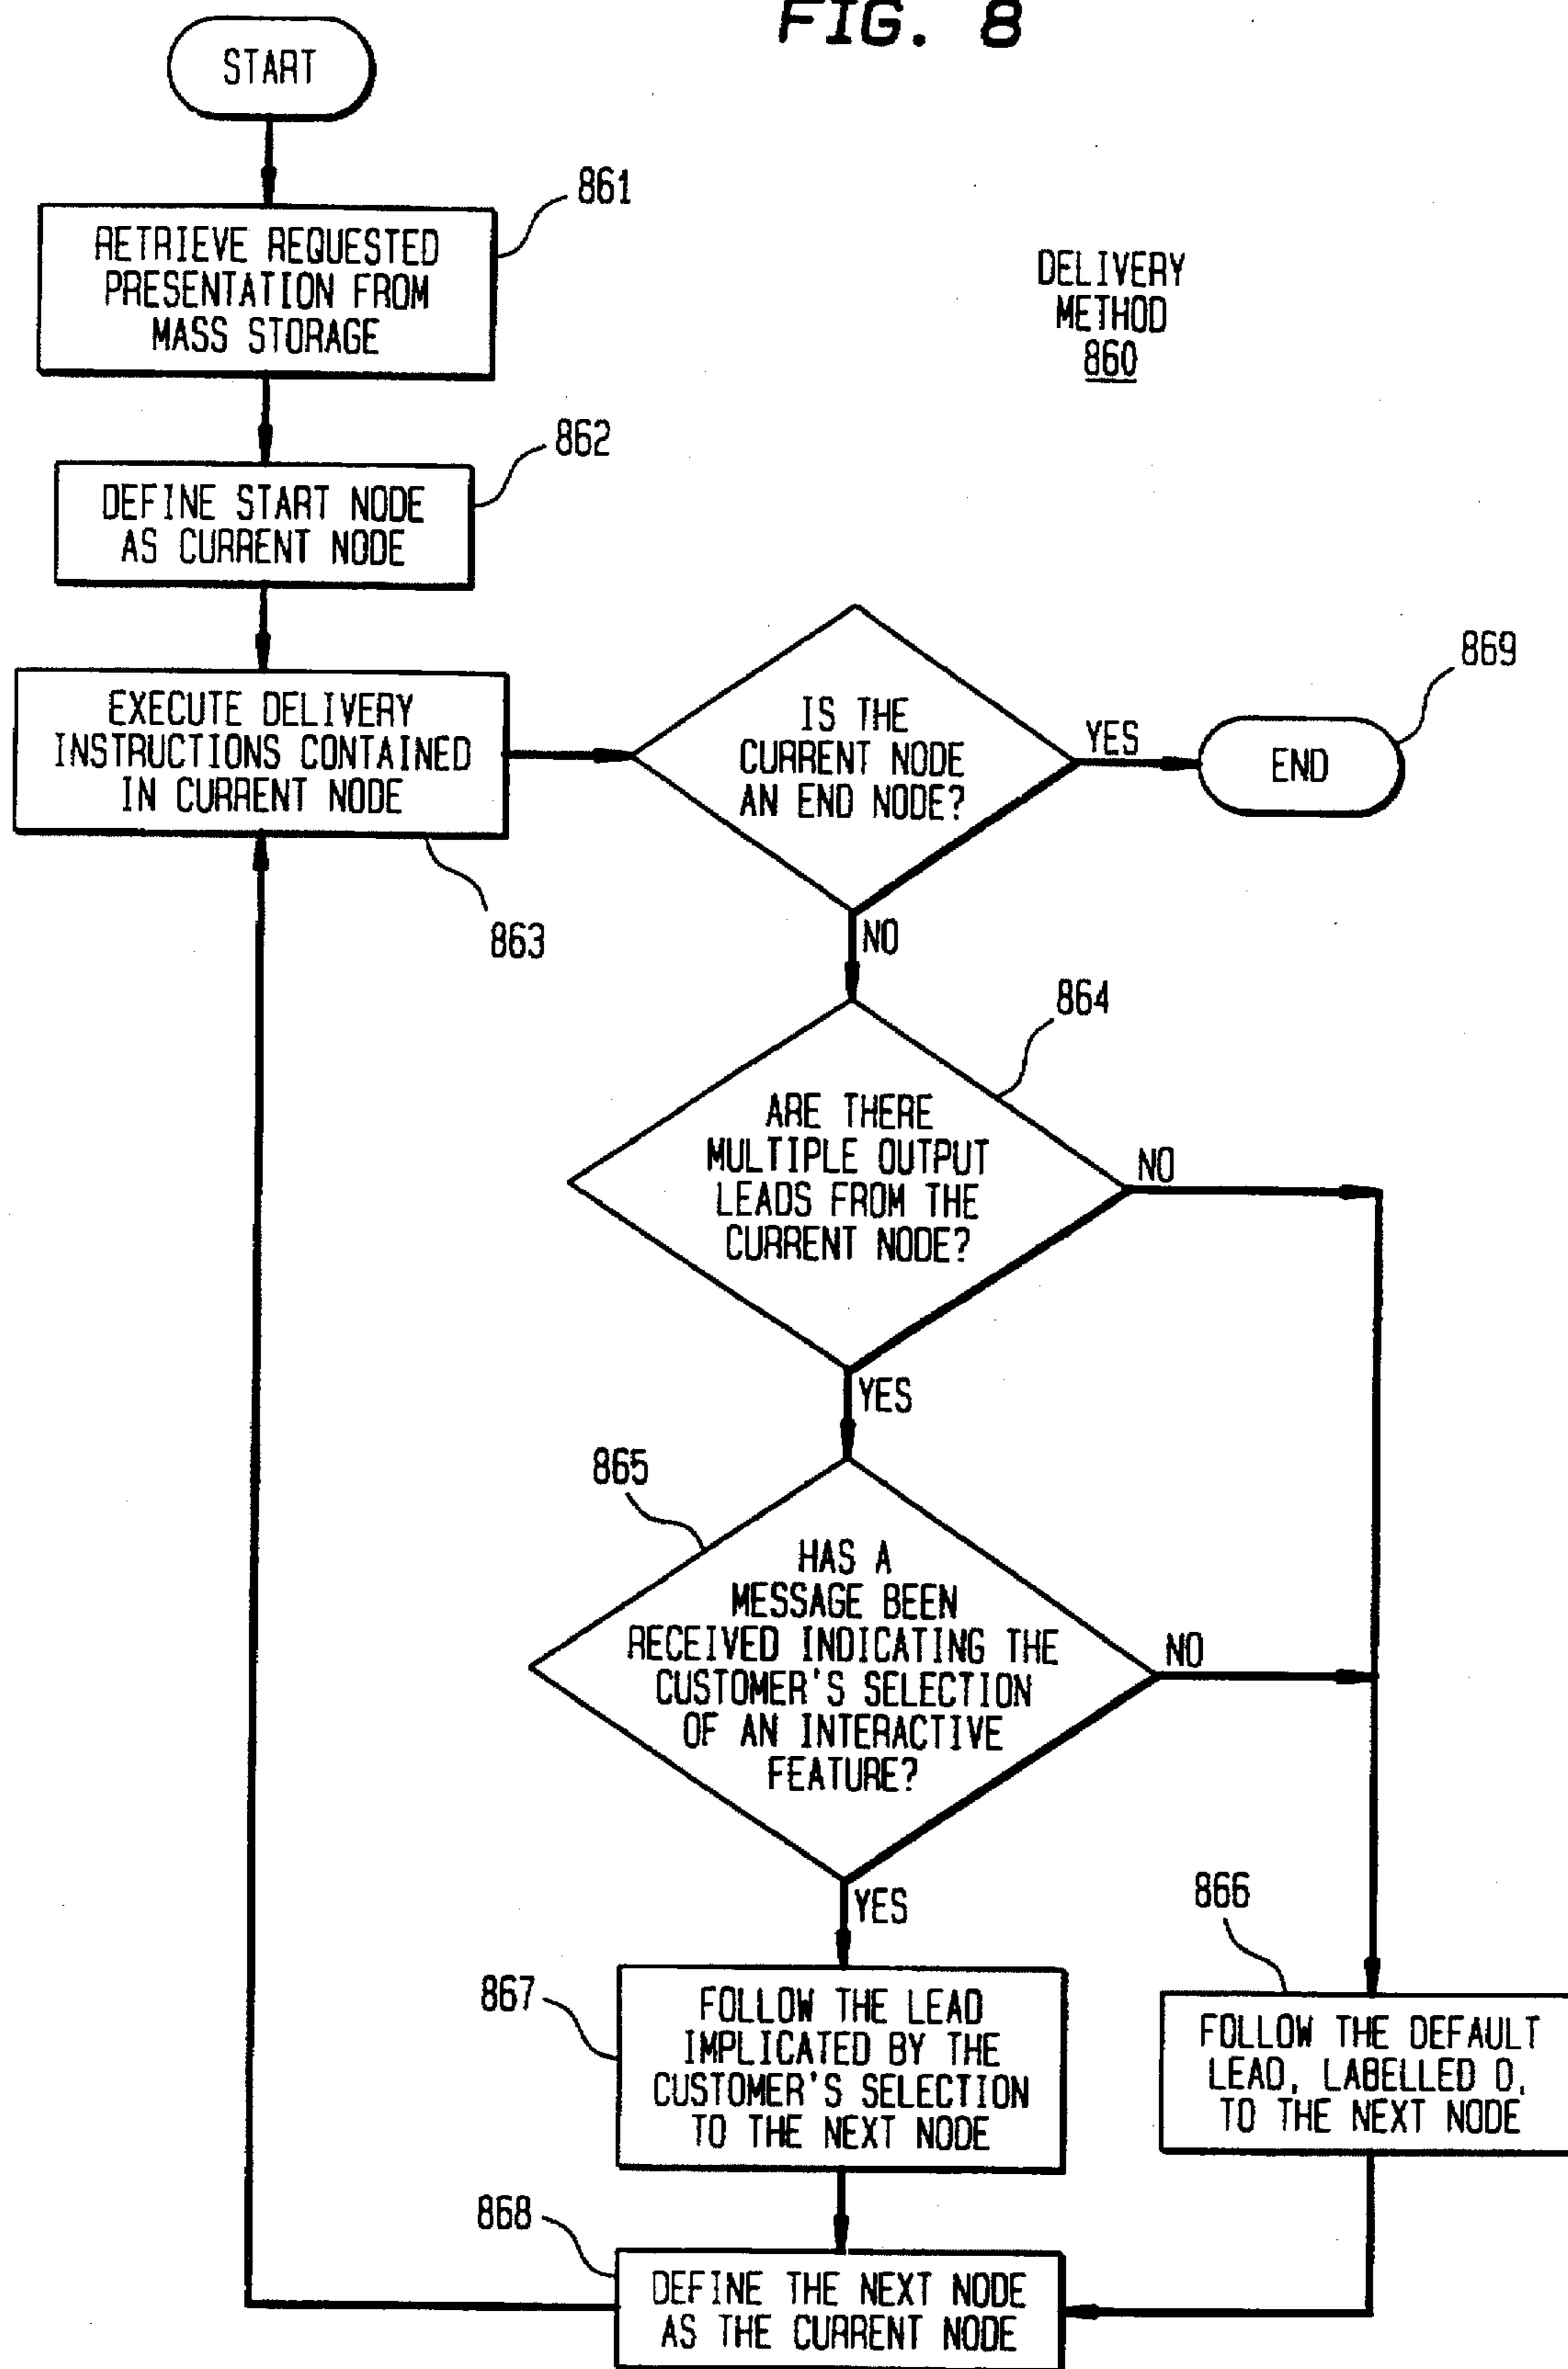 FIG. 8
START
861
RETRIEVE REQUESTED
PRESENTATION FROM
MASS STORAGE
DELIVERY
METHOD
860
862
DEFINE START NODE
AS CURRENT NODE
869
EXECUTE DELIVERY
INSTRUCTIONS CONTAINED
IN CURRENT NODE
863
IS THE
CURRENT NODE
AN END NODE?
YES
END
NO
864
ARE THERE
MULTIPLE OUTPUT
LEADS FROM THE
CURRENT NODE?
NO
YES
865
HAS A
MESSAGE BEEN
RECEIVED INDICATING THE
CUSTOMER'S SELECTION
OF AN INTERACTIVE
FEATURE?
NO
YES
866
867
FOLLOW THE LEAD
IMPLICATED BY THE
CUSTOMER'S SELECTION
TO THE NEXT NODE
FOLLOW THE DEFAULT
LEAD, LABELLED D,
TO THE NEXT NODE
868
DEFINE THE NEXT NODE
AS THE CURRENT NODE